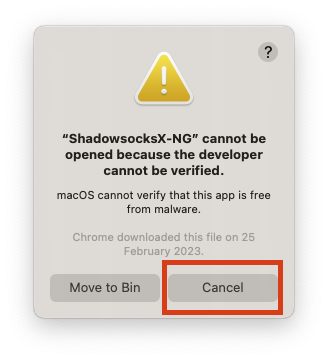 ?
“ShadowsocksX-NG” cannot be
opened because the developer
cannot be verified.
macOS cannot verify that this app is free
from malware.
Chrome downloaded this file on 25
February 2023.
Move to Bin
Cancel